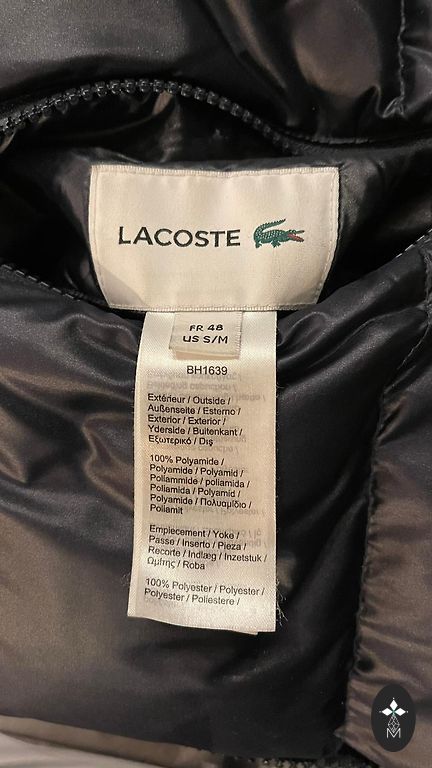 LACOSTE
FR 48
US S/M
BH1639
Extérieur / Outside /
Außenseite / Esterno /
Exterior / Exterior /
Yderside / Buitenkant /
Εξωτερικό / Dış
100% Polyamide /
Polyamide / Polyamid /
Poliammide / poliamida /
Poliamida / Polyamid /
Polyamide / Πολυαμίδιο /
Poliamit
Emplecement / Yoke /
Passe / Inserto / Pieza /
Recorte / Indlæg / Inzetstuk /
Ωμίτης / Roba
100% Polyester / Polyester /
Polyester / Poliestere /
M